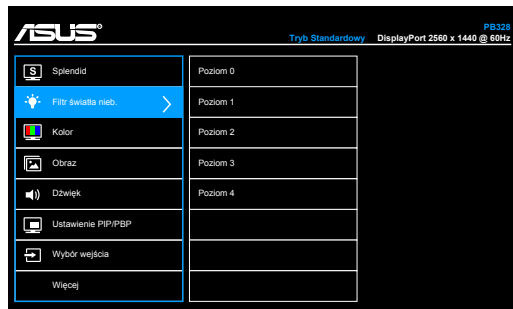 ASUS
PB328
Tryb Standardowy DisplayPort 2560 x 1440 @ 60Hz
S Splendid
Poziom 0
Filtr światła nieb.
Poziom 1
Kolor
Poziom 2
Obraz
Poziom 3
Dźwięk
Poziom 4
Ustawienie PIP/PBP
Wybór wejścia
Więcej